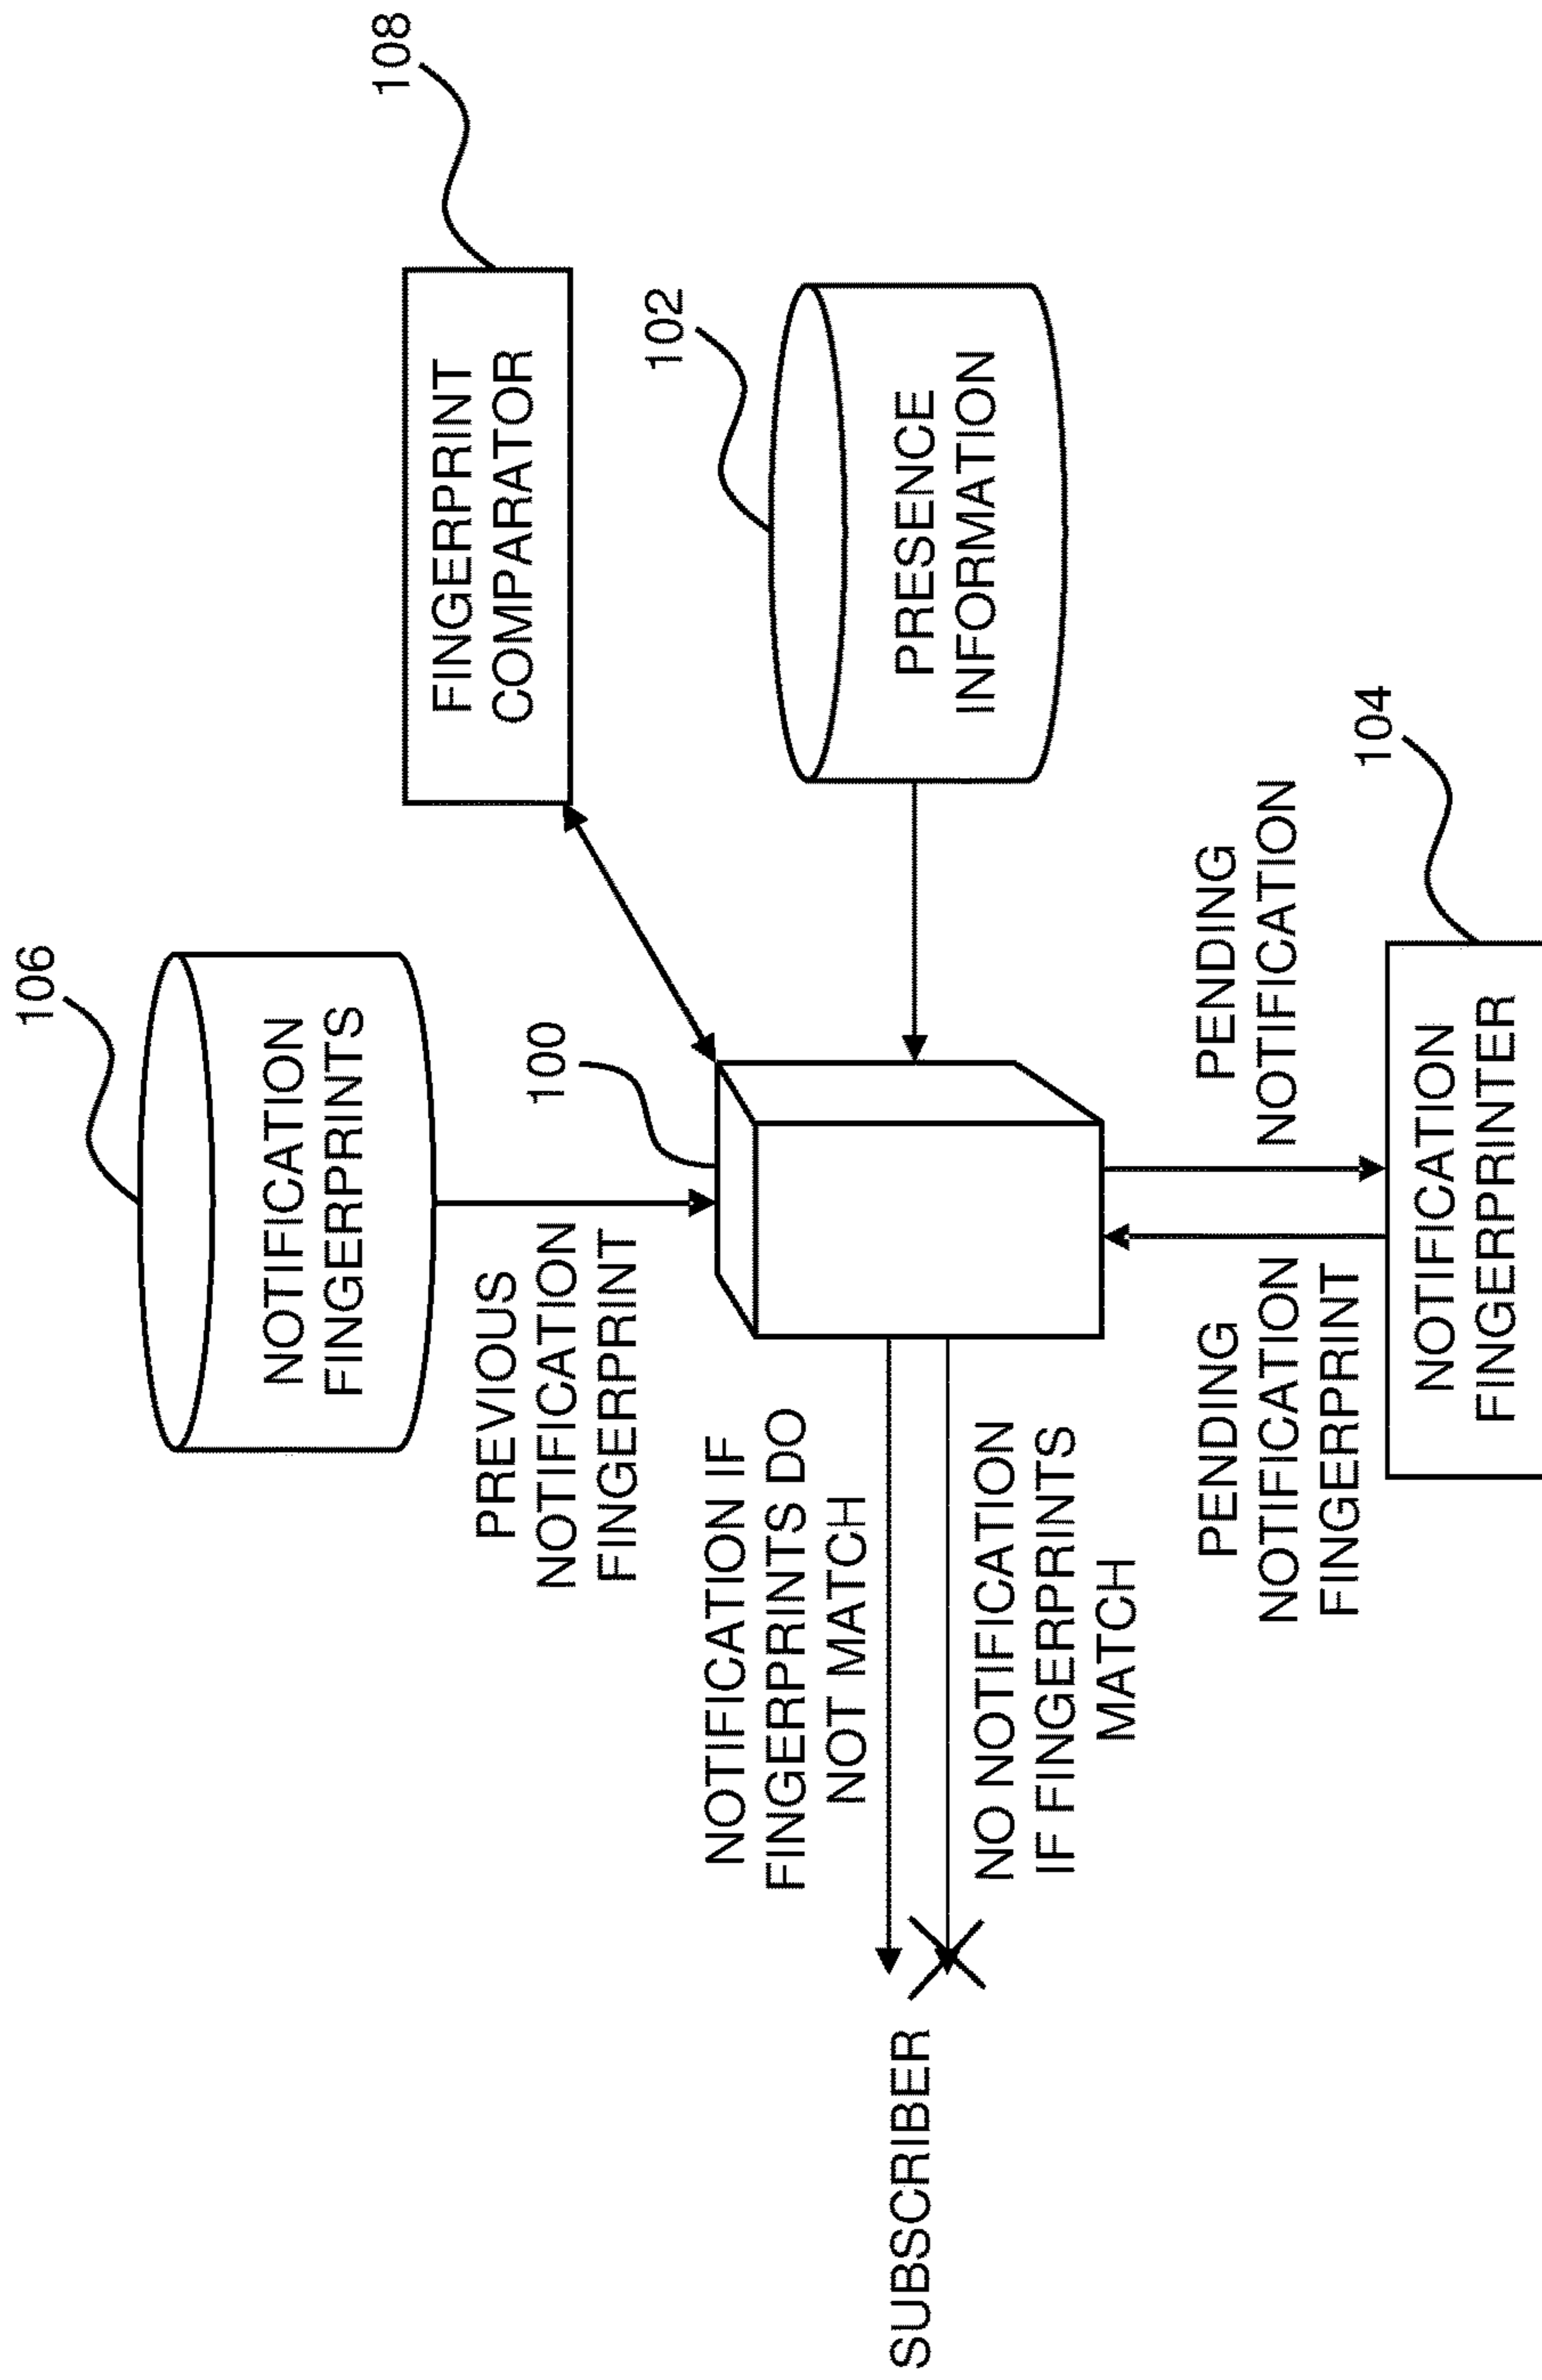 106
NOTIFICATION
FINGERPRINTS
108
FINGERPRINT
COMPARATOR
PREVIOUS
NOTIFICATION
FINGERPRINT
100
102
PRESENCE
INFORMATION
SUBSCRIBER
NOTIFICATION IF
FINGERPRINTS DO
NOT MATCH
NO NOTIFICATION
IF FINGERPRINTS
MATCH
PENDING
NOTIFICATION
FINGERPRINT
PENDING
NOTIFICATION
104
NOTIFICATION
FINGERPRINTER